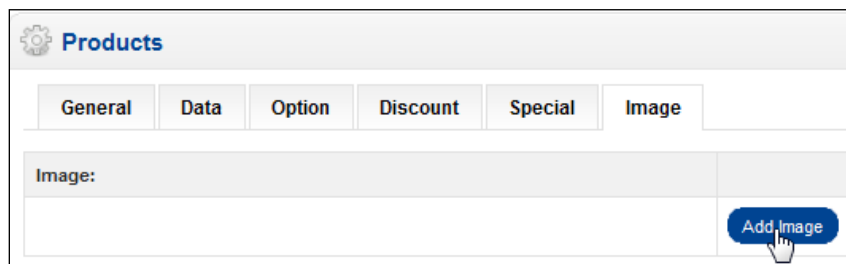 Products
General Data Option Discount Special Image
Image:
Add Image